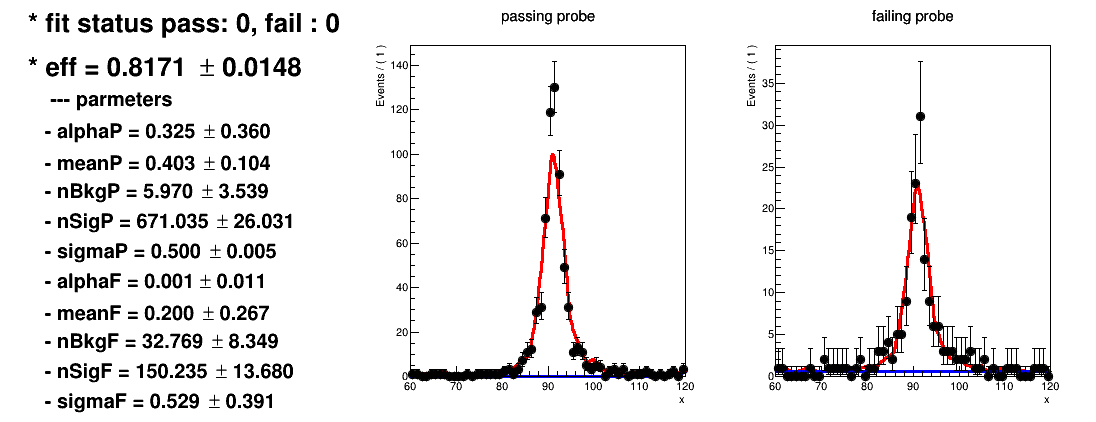 * fit status pass: 0, fail : 0
* eff = 0.8171 ± 0.0148
--- parmeters
- alphaP = 0.325 ± 0.360
- meanP = 0.403 ± 0.104
- nBkgP = 5.970 ± 3.539
- nSigP = 671.035 ± 26.031
- sigmaP = 0.500 ± 0.005
- alphaF = 0.001 ± 0.011
- meanF = 0.200 ± 0.267
- nBkgF = 32.769 ± 8.349
- nSigF = 150.235 ± 13.680
- sigmaF = 0.529 ± 0.391
passing probe
Events / ( 1 )
140
120
100
80
60
40
20
0
60 70 80 90 100 110 120
x
failing probe
Events / ( 1 )
35
30
25
20
15
10
5
0
60 70 80 90 100 110 120
x